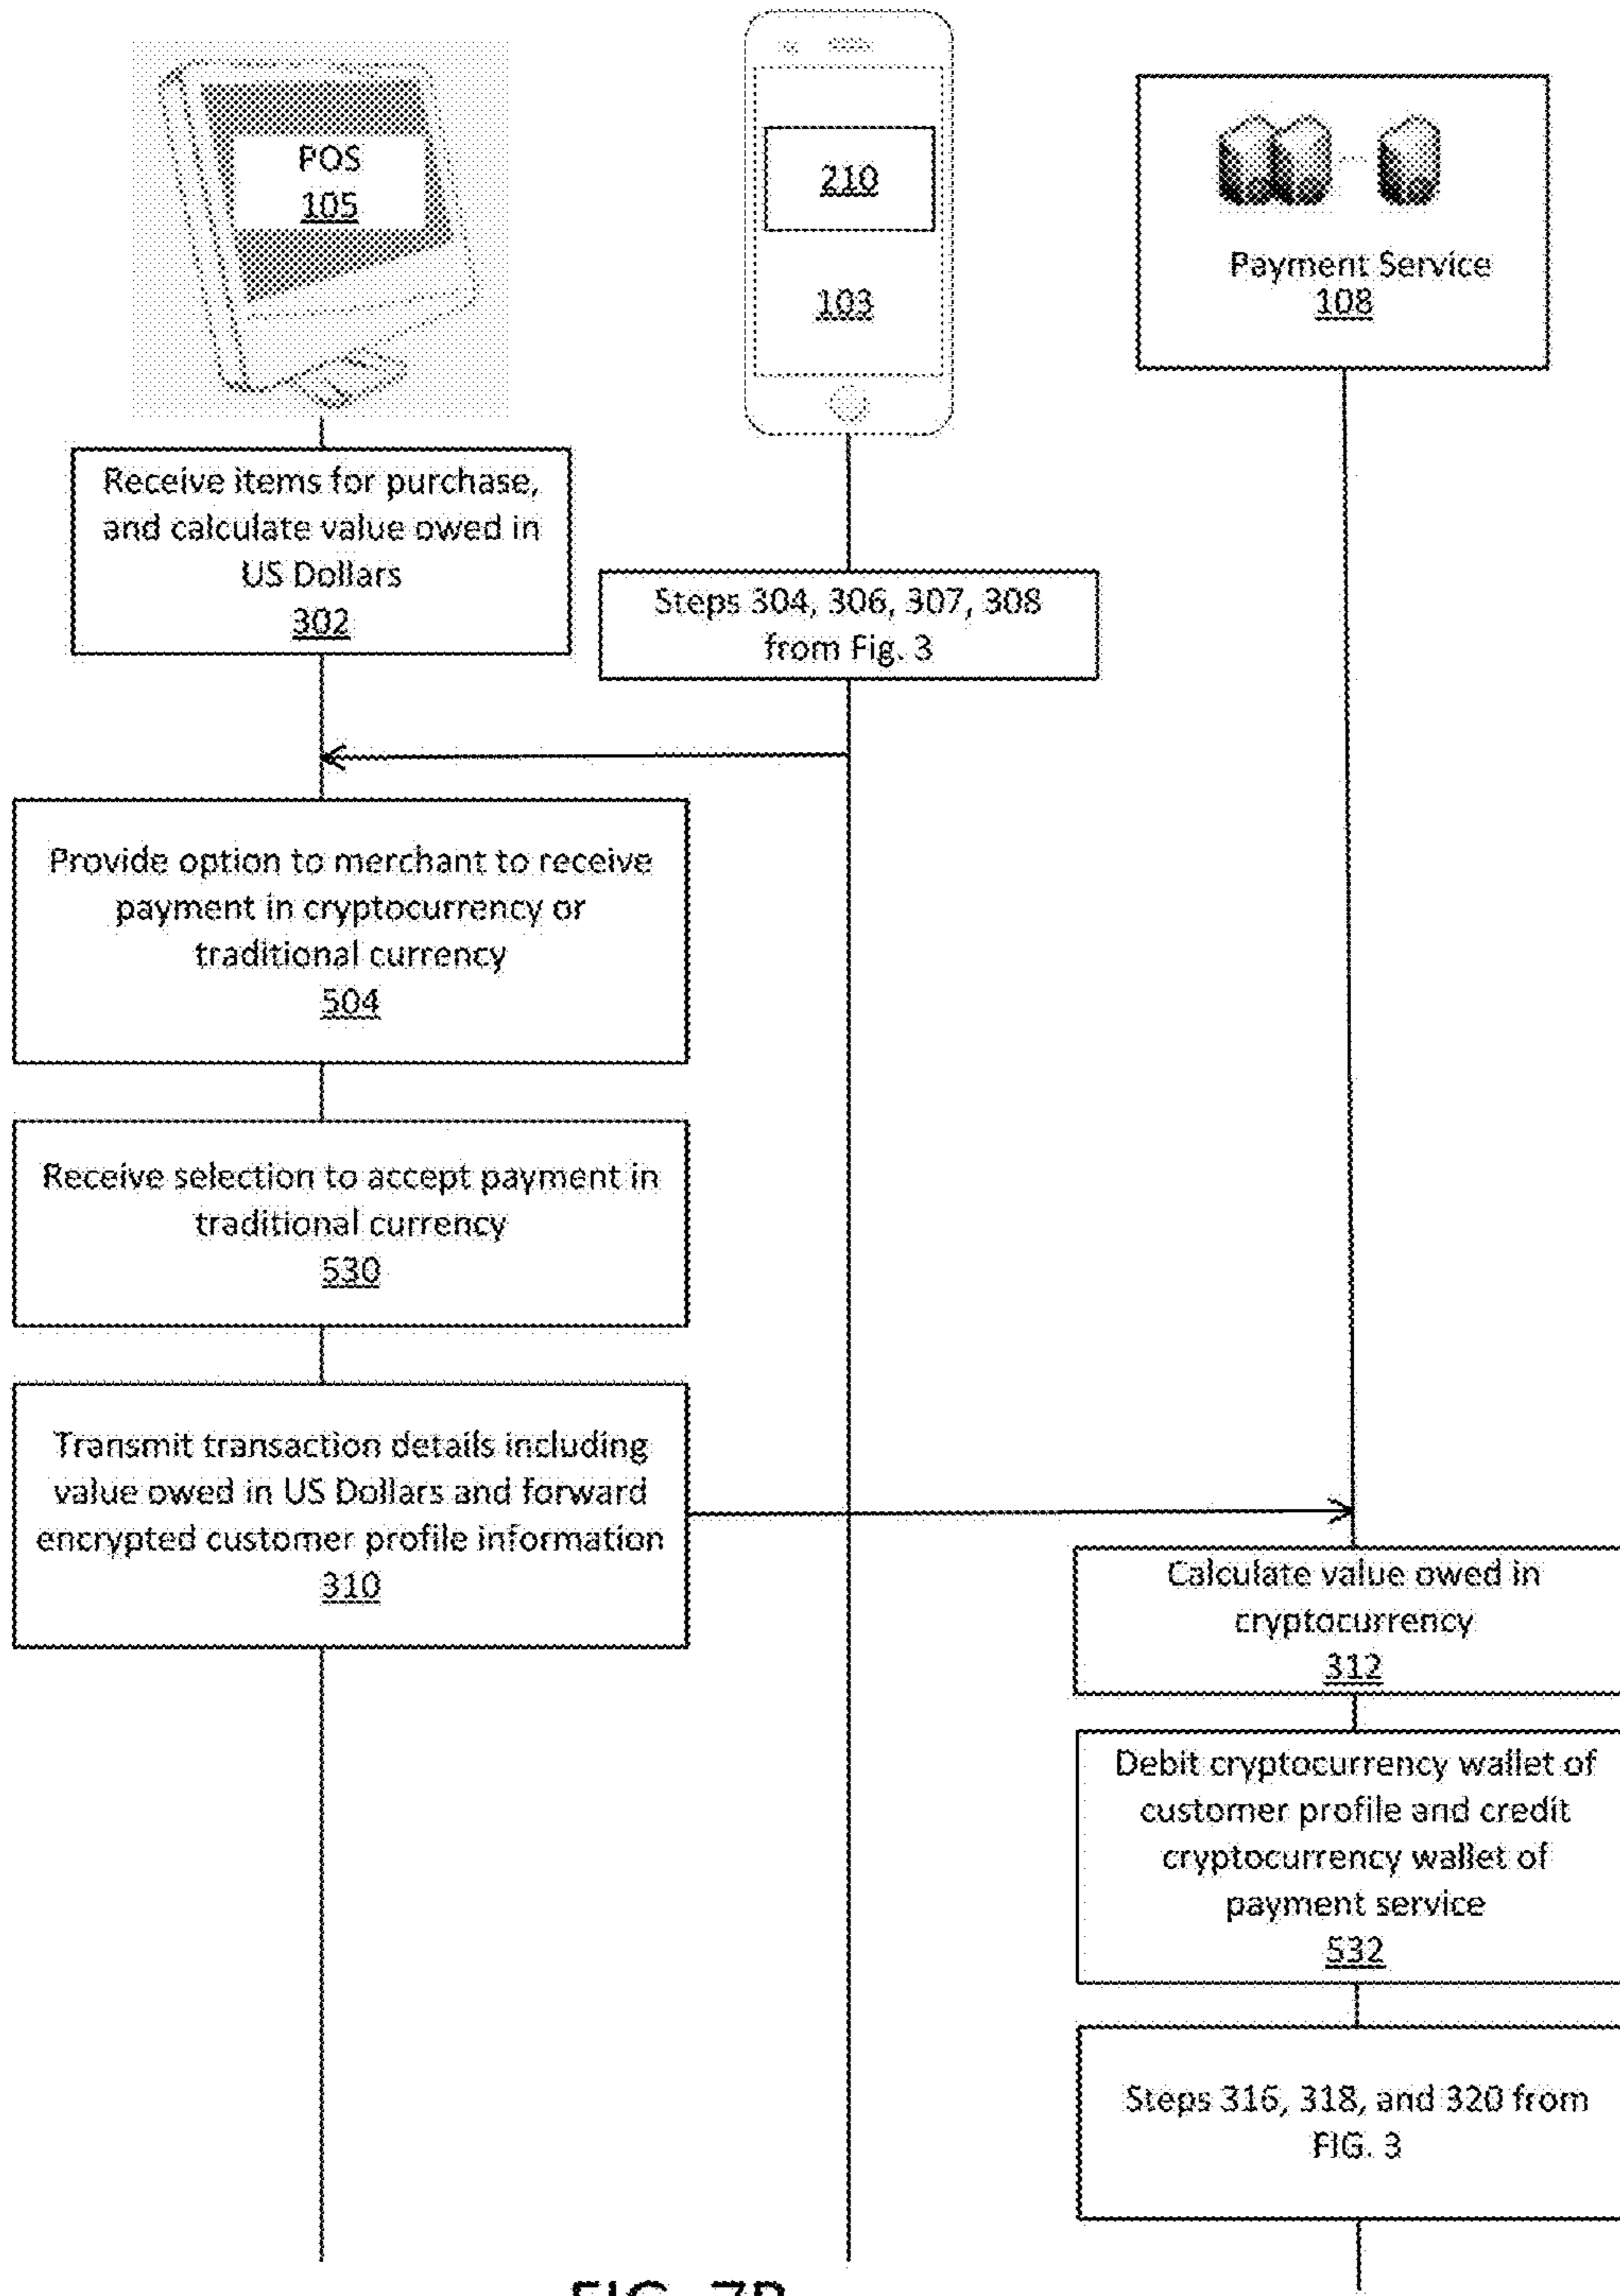 POS
105
210
103
Payment Service
108
Receive items for purchase,
and calculate value owed in
US Dollars
302
Steps 304, 306, 307, 308
from Fig. 3
Provide option to merchant to receive
payment in cryptocurrency or
traditional currency
504
Receive selection to accept payment in
traditional currency
530
Transmit transaction details including
value owed in US Dollars and forward
encrypted customer profile information
310
Calculate value owed in
cryptocurrency
312
Debit cryptocurrency wallet of
customer profile and credit
cryptocurrency wallet of
payment service
532
Steps 316, 318, and 320 from
FIG. 3
FIG. 7B